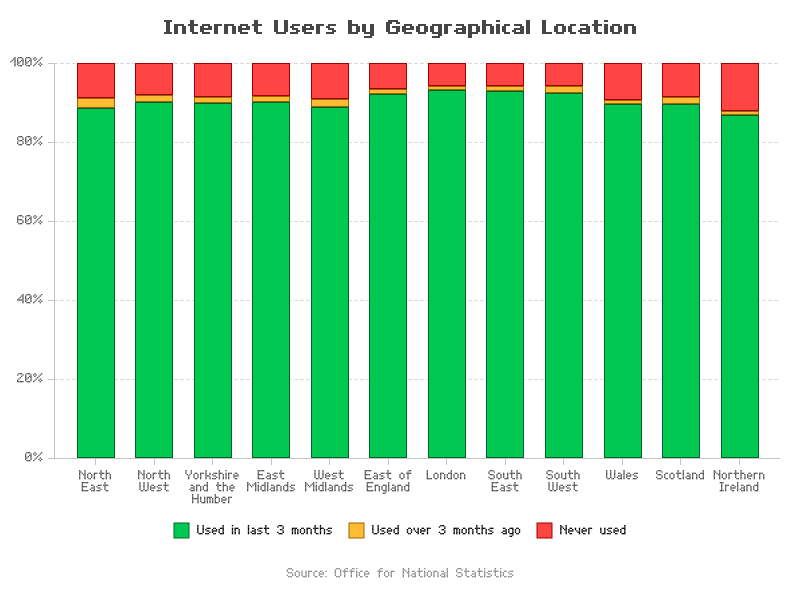 Internet Users by Geographical Location
100%
80%
60%
40%
20%
0%
North East
North West
Yorkshire and the Humber
East Midlands
West Midlands
East of England
London
South East
South West
Wales
Scotland
Northern Ireland
Used in last 3 months
Used over 3 months ago
Never used
Source: Office for National Statistics